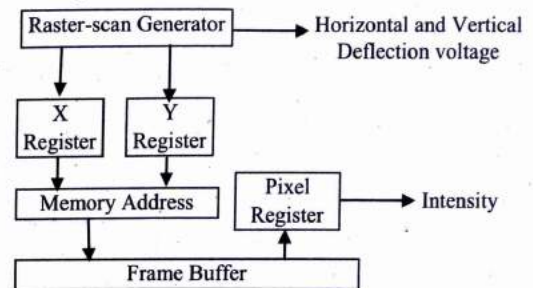 Raster-scan Generator
Horizontal and Vertical
Deflection voltage
X
Register
Y
Register
Memory Address
Pixel
Register
Intensity
Frame Buffer